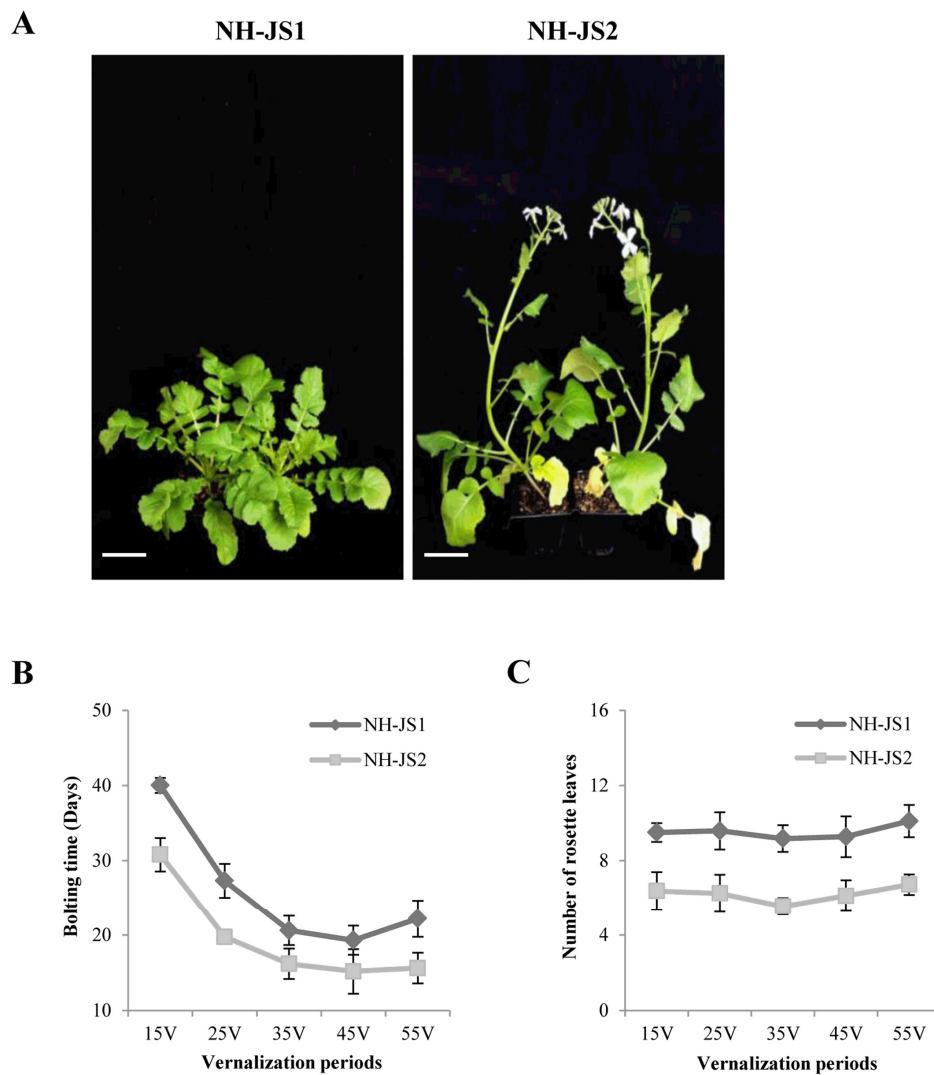 A
NH-JS1
NH-JS2
B
50
40
30
20
10
Bolting time (Days)
NH-JS1
NH-JS2
15V 25V 35V 45V 55V
Vernalization periods
C
16
12
8
4
0
Number of rosette leaves
NH-JS1
NH-JS2
15V 25V 35V 45V 55V
Vernalization periods